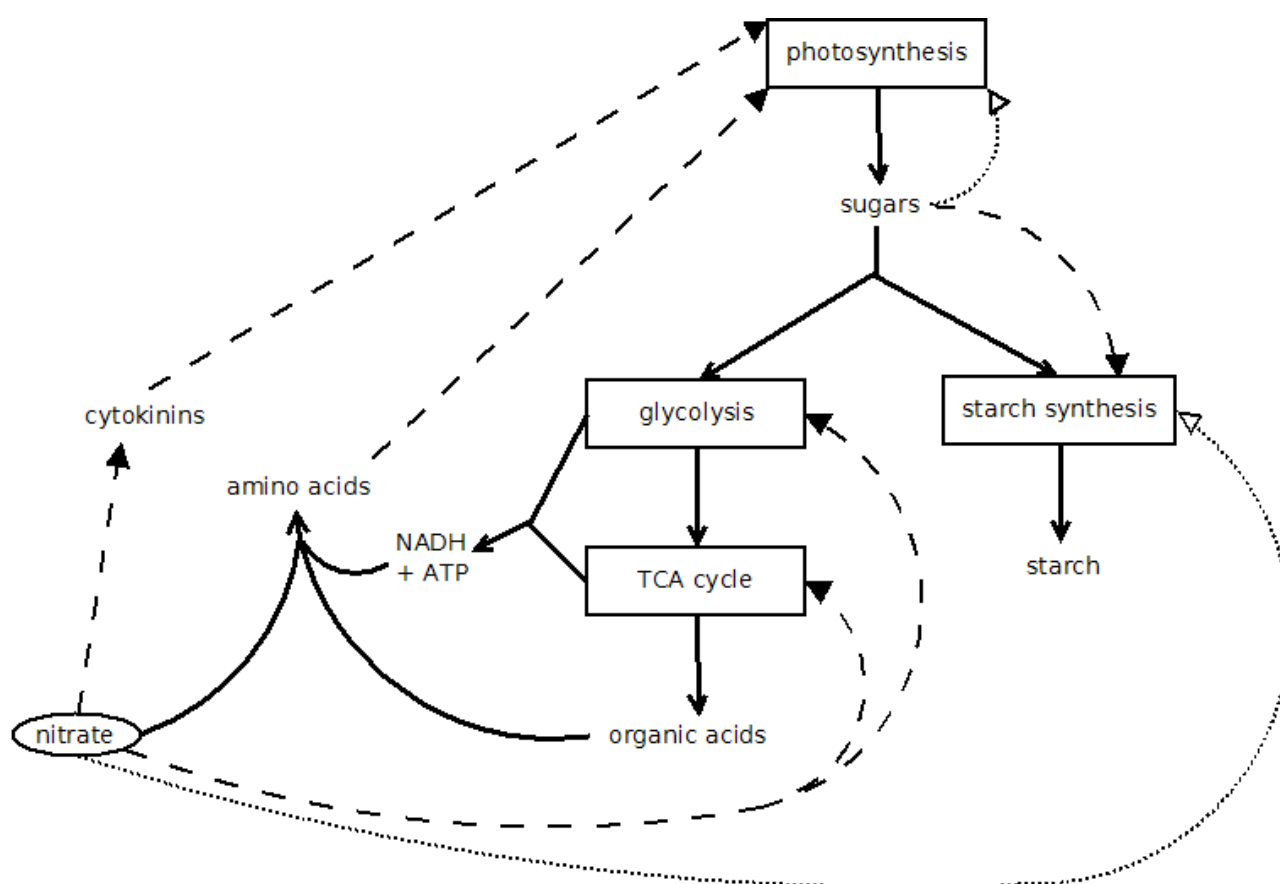 photosynthesis
sugars
glycolysis
starch synthesis
cytokinins
amino acids
NADH
+ ATP
TCA cycle
starch
nitrate
organic acids